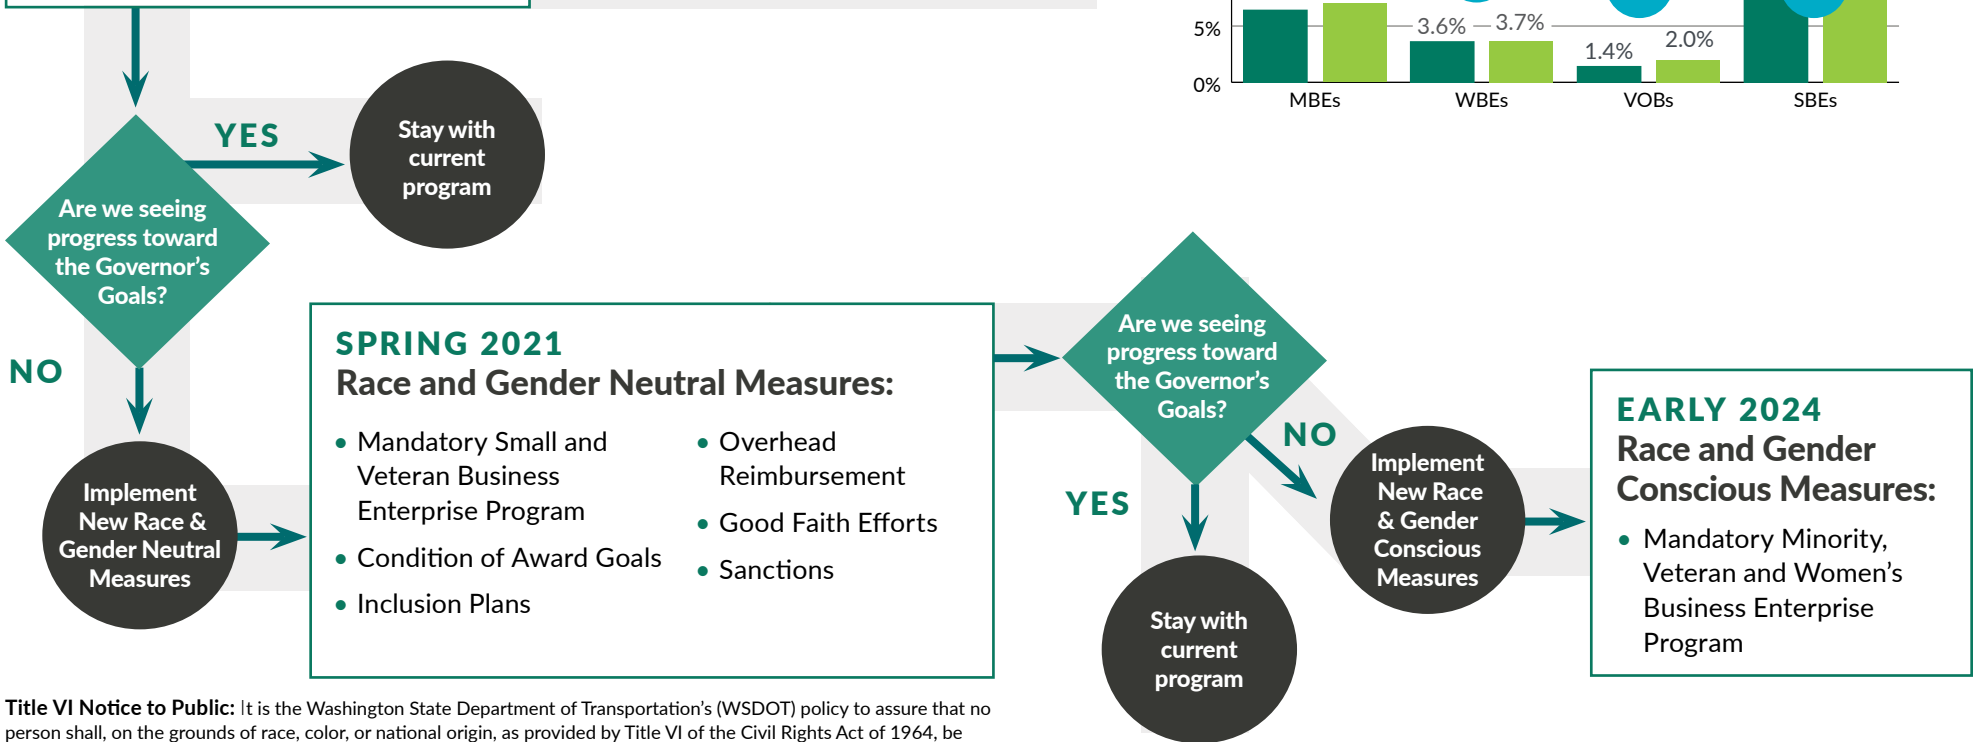 5%
3.6%
3.7%
1.4%
2.0%
0%
MBEs
WBEs
VOBs
SBEs
YES
Stay with
current
program
Are we seeing
progress toward
the Governor's
Goals?
NO
Implement
New Race &
Gender Neutral
Measures
SPRING 2021
Race and Gender Neutral Measures:
• Mandatory Small and
Veteran Business
Enterprise Program
• Condition of Award Goals
• Inclusion Plans
• Overhead
Reimbursement
• Good Faith Efforts
• Sanctions
Are we seeing
progress toward
the Governor's
Goals?
YES
Stay with
current
program
NO
Implement
New Race
& Gender
Conscious
Measures
EARLY 2024
Race and Gender
Conscious Measures:
• Mandatory Minority,
Veteran and Women's
Business Enterprise
Program
Title VI Notice to Public: It is the Washington State Department of Transportation's (WSDOT) policy to assure that no
person shall, on the grounds of race, color, or national origin, as provided by Title VI of the Civil Rights Act of 1964, be